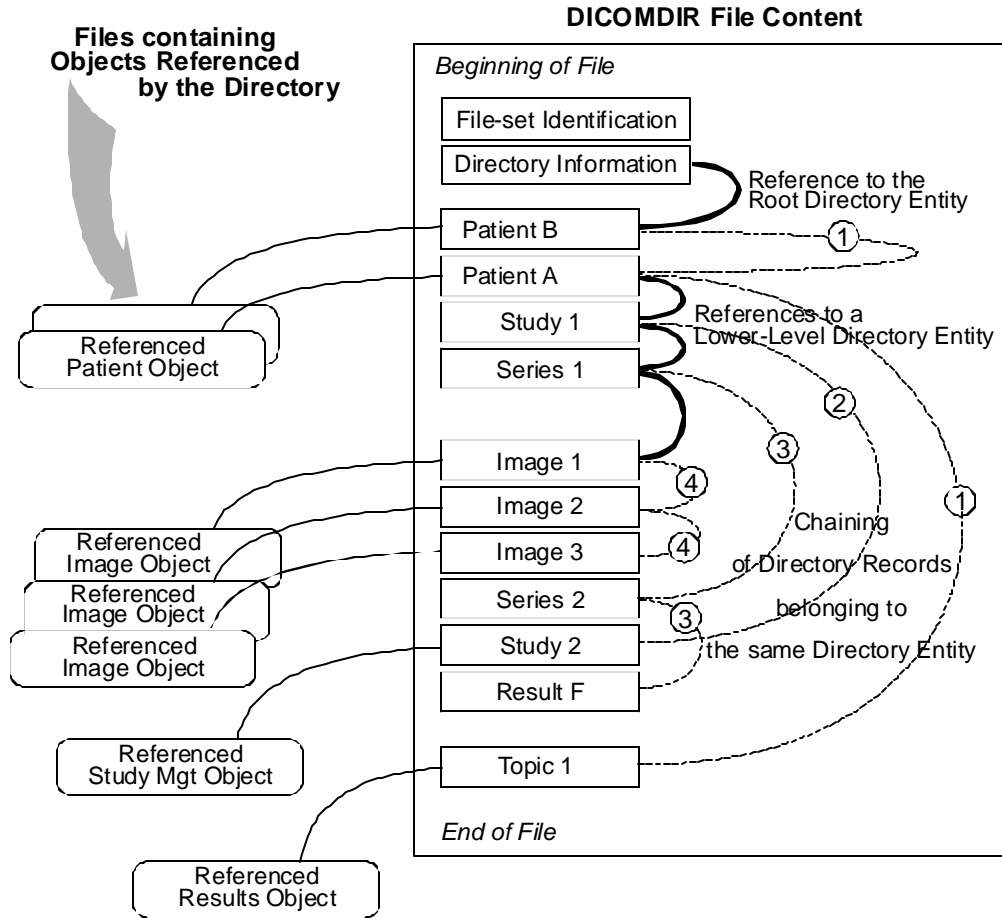 DICOMDIR File Content
Files containing
Objects Referenced
by the Directory
Beginning of File
File-set Identification
Directory Information
Reference to the
Root Directory Entity
Patient B
1
Patient A
Study 1
References to a
Lower-Level Directory Entity
Series 1
Referenced
Patient Object
2
3
Image 1
4
1
Image 2
Chaining
4
Image 3
of Directory Records
Referenced
Image Object
Referenced
Image Object
Referenced
Image Object
Series 2
belonging to
3
Study 2
the same Directory Entity
Result F
Referenced
Study Mgt Object
Topic 1
End of File
Referenced
Results Object